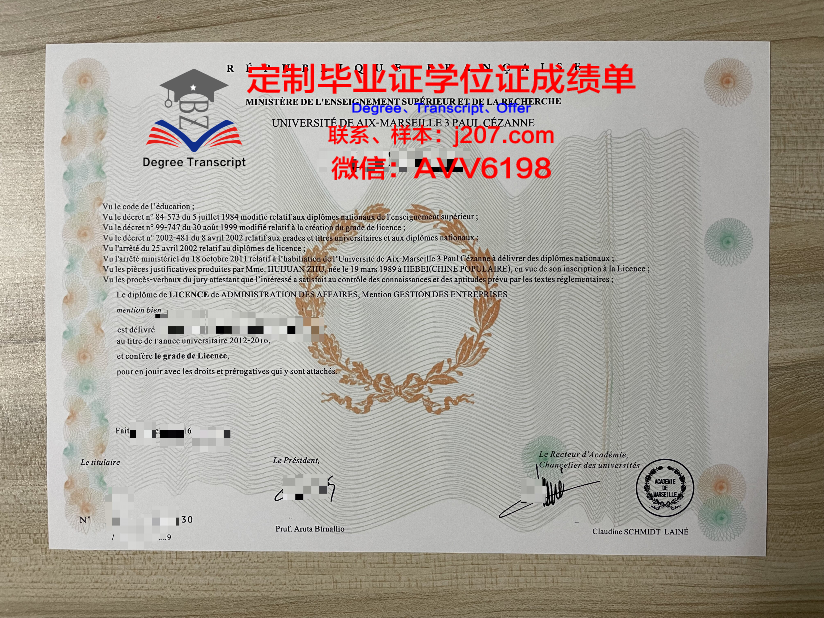 RÉPUBLIQUE FRANÇAISE
定制毕业证学位证成绩单
MINISTÈRE DE L'ENSEIGNEMENT SUPÉRIEUR ET DE LA RECHERCHE
Degree、Transcript、Offer
UNIVERSITÉ DE AIX-MARSEILLE 3 PAUL CÉZANNE
联系、样本：j207.com
Degree Transcript
微信：AVV6198
Vu le code de l'éducation ;
Vu le décret n° 84-573 du 5 juillet 1984 modifié relatif aux diplômes nationaux de l'enseignement supérieur ;
Vu le décret n° 99-747 du 30 août 1999 modifié relatif à la création du grade de licence ;
Vu le décret n° 2002-481 du 8 avril 2002 relatif aux grades et titres universitaires et aux diplômes nationaux ;
Vu l'arrêté du 25 avril 2002 relatif au diplômes de licence ;
Vu l'arrêté ministériel du 18 octobre 2011 relatif à l'habilitation de l'Université de Aix-Marseille 3 Paul Cézanne à délivrer des diplômes nationaux ;
Vu les pièces justificatives produites par Mme. HUIJUAN ZHU, née le 19 mars 1989 à HEBEI(CHINE POPULAIRE), en vue de son inscription à la Licence ;
Vu les procès-verbaux du jury attestant que l'intéressé a satisfait au contrôle des connaissances et des aptitudes prévu par les textes réglementaires ;
Le diplôme de LICENCE de ADMINISTRATION DES AFFAIRES, Mention GESTION DES ENTREPRISES
mention bien
est délivré
au titre de l'année universitaire 2012-2016,
et confère le grade de Licence,
pour en jouir avec les droits et prérogatives qui y sont attachés.
Fait 16
Le titulaire
Le Président,
Le Recteur d'Académie,
Chancelier des universités
ACADEMIE
DE
MARSEILLE
N° 30
9
Prof. Aruta Blruollio
Claudine SCHMIDT LAINÉ